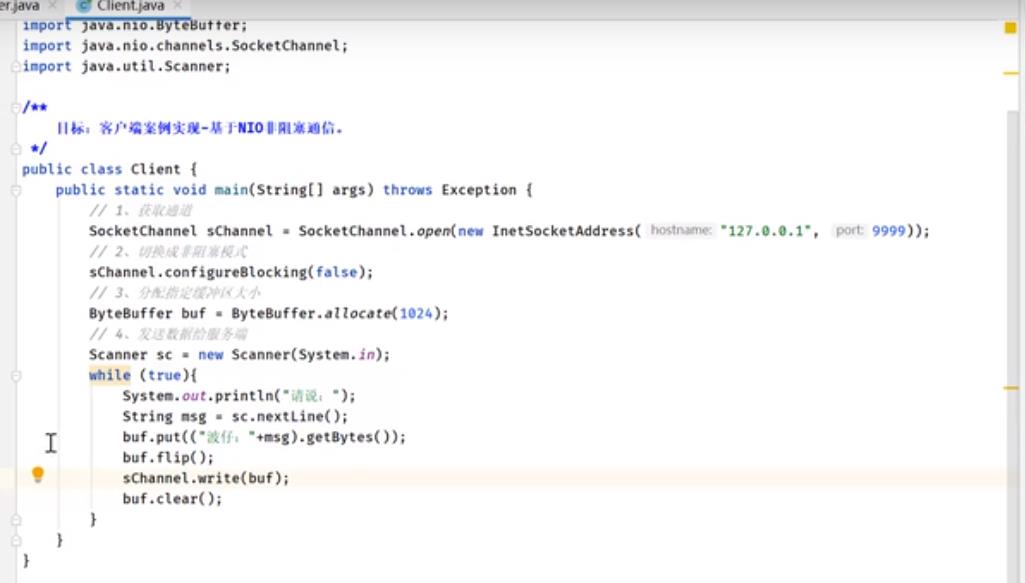 er.java × Client.java ×
import java.nio.ByteBuffer;
import java.nio.channels.SocketChannel;
import java.util.Scanner;
/**
目标：客户端案例实现-基于NIO非阻塞通信。
*/
public class Client {
public static void main(String[] args) throws Exception {
// 1、获取通道
SocketChannel sChannel = SocketChannel.open(new InetSocketAddress( hostname: "127.0.0.1", port: 9999));
// 2、切换成非阻塞模式
sChannel.configureBlocking(false);
// 3、分配指定缓冲区大小
ByteBuffer buf = ByteBuffer.allocate(1024);
// 4、发送数据给服务端
Scanner sc = new Scanner(System.in);
while (true){
System.out.println("请说：");
String msg = sc.nextLine();
buf.put(("波仔："+msg).getBytes());
buf.flip();
sChannel.write(buf);
buf.clear();
}
}
}